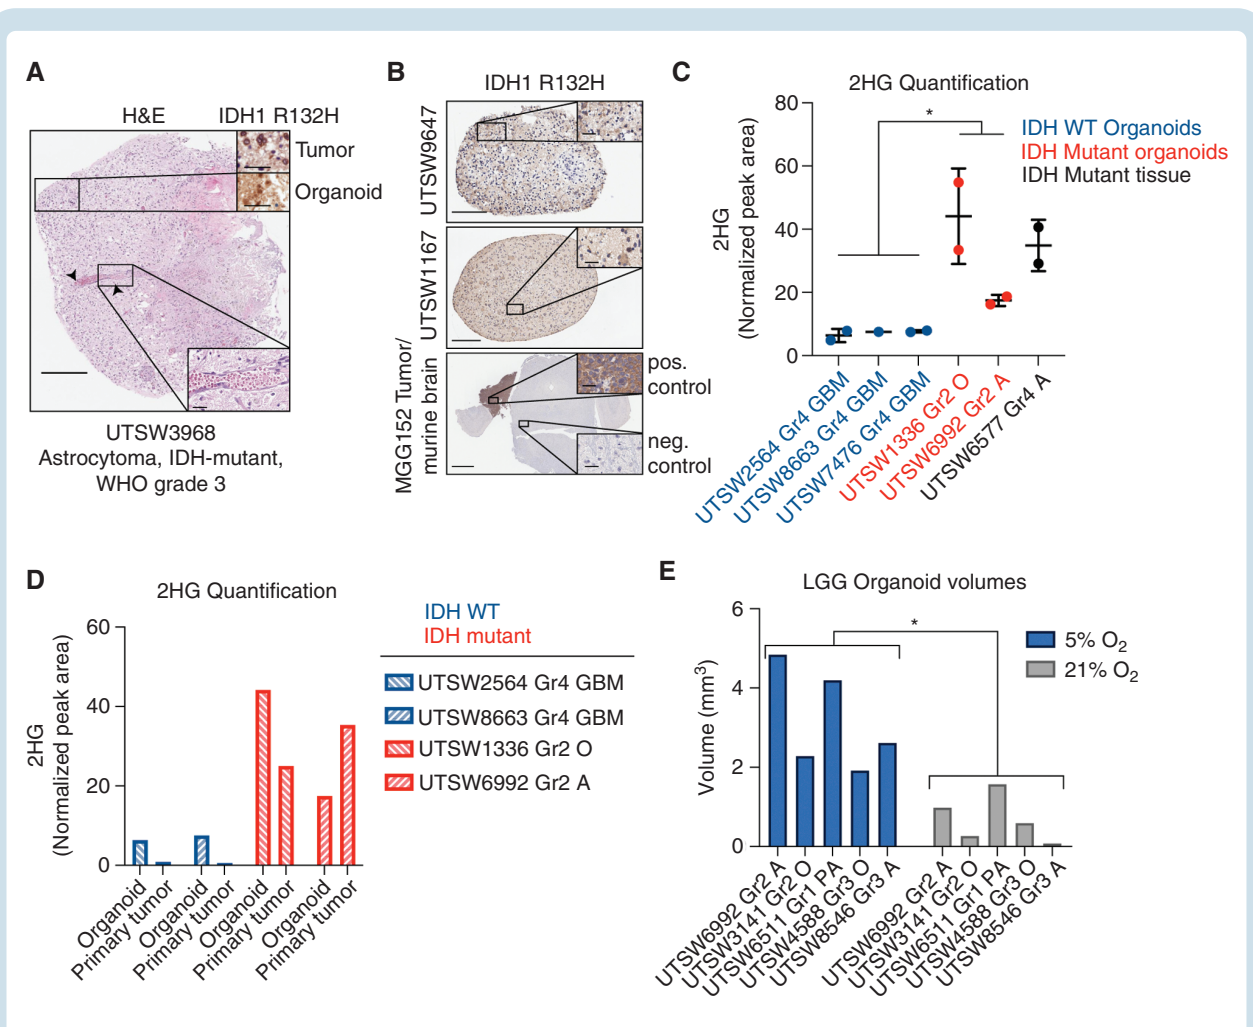 A
H&E
IDH1 R132H
Tumor
Organoid
UTSW3968
Astrocytoma, IDH-mutant,
WHO grade 3
B
IDH1 R132H
UTSW9647
UTSW1167
MGG152 Tumor/
murine brain
pos.
control
neg.
control
C
2HG Quantification
2HG
(Normalized peak area)
80
60
40
20
0
*
IDH WT Organoids
IDH Mutant organoids
IDH Mutant tissue
UTSW2564 Gr4 GBM
UTSW8663 Gr4 GBM
UTSW7476 Gr4 GBM
UTSW1336 Gr2 O
UTSW6992 Gr2 A
UTSW6577 Gr4 A
D
2HG Quantification
2HG
(Normalized peak area)
60
40
20
0
Organoid
Primary tumor
Organoid
Primary tumor
Organoid
Primary tumor
Organoid
Primary tumor
IDH WT
IDH mutant
UTSW2564 Gr4 GBM
UTSW8663 Gr4 GBM
UTSW1336 Gr2 O
UTSW6992 Gr2 A
E
LGG Organoid volumes
Volume (mm³)
6
4
2
0
*
5% O₂
21% O₂
UTSW6992 Gr2 A
UTSW3141 Gr2 O
UTSW6511 Gr1 PA
UTSW4588 Gr3 O
UTSW8546 Gr3 A
UTSW6992 Gr2 A
UTSW3141 Gr2 O
UTSW6511 Gr1 PA
UTSW4588 Gr3 O
UTSW8546 Gr3 A